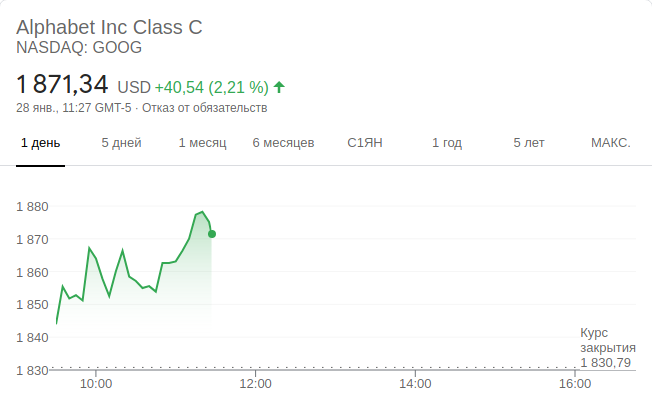 Alphabet Inc Class C
NASDAQ: GOOG
1 871,34 USD +40,54 (2,21 %)
28 янв., 11:27 GMT-5 · Отказ от обязательств
1 день 5 дней 1 месяц 6 месяцев С1ЯН 1 год 5 лет МАКС.
1 880
1 870
1 860
1 850
1 840
Курс
закрытия
1 830,79
1 830
10:00 12:00 14:00 16:00